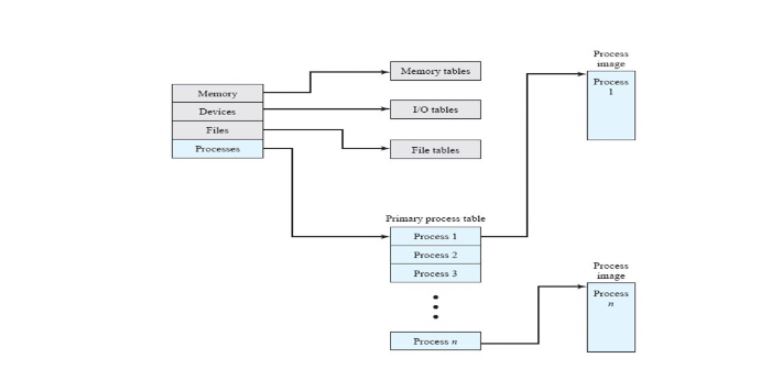 Memory
Devices
Files
Processes
Memory tables
I/O tables
File tables
Primary process table
Process 1
Process 2
Process 3
Process n
Process
image
Process
1
Process
image
Process
n